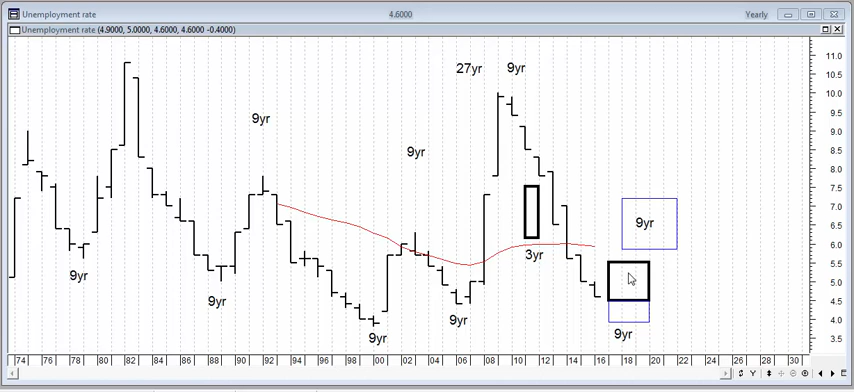 Unemployment rate 4.6000 Yearly
Unemployment rate (4.9000, 5.0000, 4.6000, 4.6000 -0.4000)
27yr 9yr
9yr
9yr
9yr
3yr
9yr
9yr
9yr
9yr
9yr
11.0
10.5
10.0
9.5
9.0
8.5
8.0
7.5
7.0
6.5
6.0
5.5
5.0
4.5
4.0
3.5
74 76 78 80 82 84 86 88 90 92 94 96 98 00 02 04 06 08 10 12 14 16 18 20 22 24 26 28 30
Y